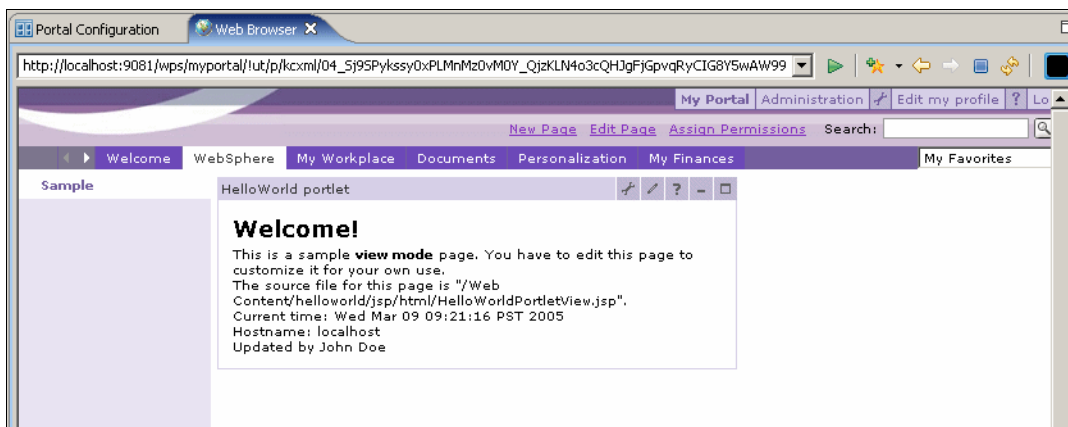 Portal Configuration Web Browser
http://localhost:9081/wps/myportal/!ut/p/kcxml/04_Sj9SPykssy0xPLMnMz0vM0Y_QjzKLN4o3cQHJgFjGpvqRyCIG8Y5wAW99
My Portal Administration Edit my profile ? Lo
New Page Edit Page Assign Permissions Search:
Welcome WebSphere My Workplace Documents Personalization My Finances My Favorites
Sample
HelloWorld portlet ?
Welcome!
This is a sample view mode page. You have to edit this page to
customize it for your own use.
The source file for this page is "/Web
Content/helloworld/jsp/html/HelloWorldPortletView.jsp".
Current time: Wed Mar 09 09:21:16 PST 2005
Hostname: localhost
Updated by John Doe